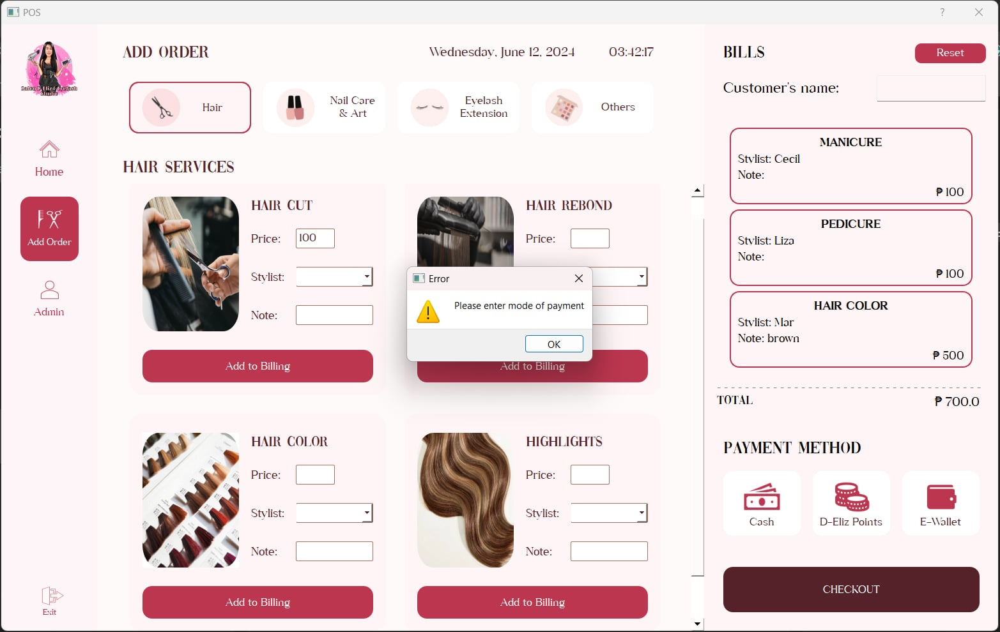 POS
?
Salon D'Eliz Eyelash
Studio
Home
Add Order
Admin
Exit
ADD ORDER
Wednesday, June 12, 2024
03:42:17
Hair
Nail Care
& Art
Eyelash
Extension
Others
HAIR SERVICES
HAIR CUT
Price: 100
Stylist:
Note:
Add to Billing
HAIR REBOND
Price:
Add to Billing
Error
Please enter mode of payment
OK
HAIR COLOR
Price:
Stylist:
Note:
Add to Billing
HIGHLIGHTS
Price:
Stylist:
Note:
Add to Billing
BILLS
Reset
Customer's name:
MANICURE
Stylist: Cecil
Note:
₱ 100
PEDICURE
Stylist: Liza
Note:
₱ 100
HAIR COLOR
Stylist: Mar
Note: brown
₱ 500
TOTAL
₱ 700.0
PAYMENT METHOD
Cash
D-Eliz Points
E-Wallet
CHECKOUT